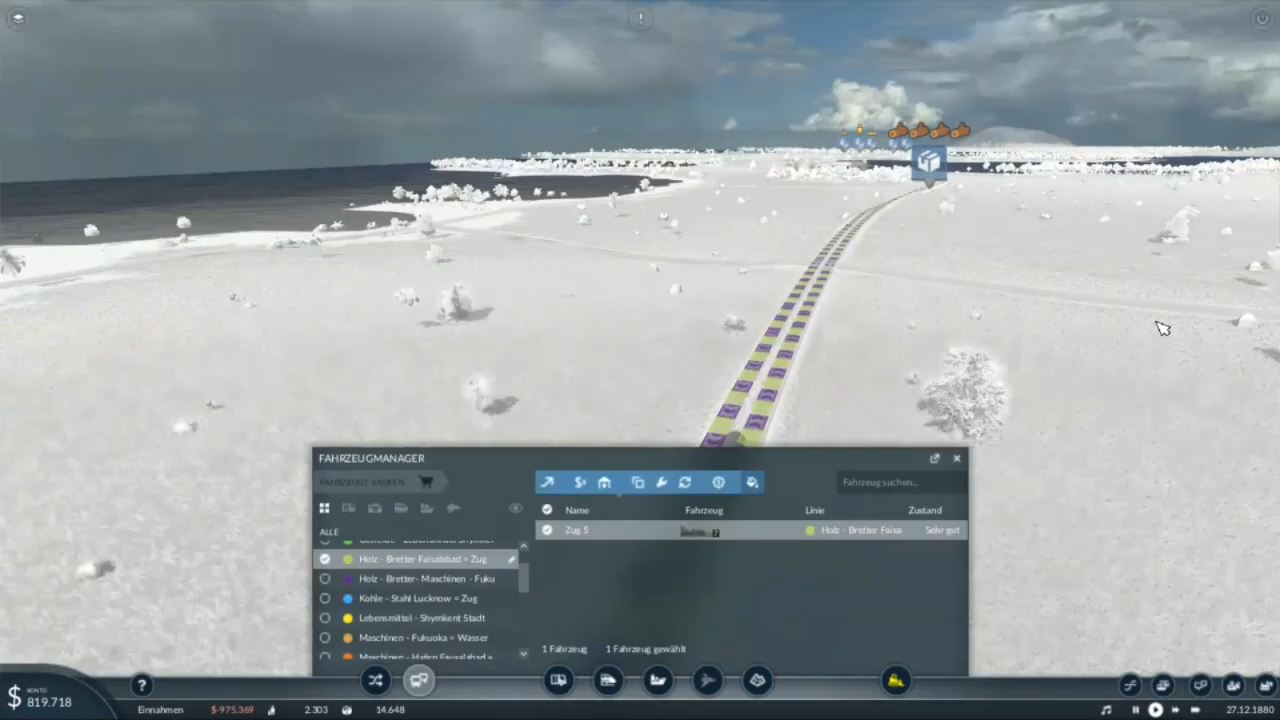 FAHRZEUGMANAGER
FAHRZEUGE KAUFEN
Fahrzeug suchen...
Name Fahrzeug Linie Zustand
ALLE
Zug 5 7 Holz - Bretter Faisa Sehr gut
Holz - Bretter Faisalabad = Zug
Holz - Bretter- Maschinen - Fuku
Kohle - Stahl Lucknow = Zug
Lebensmittel - Shymkent Stadt
Maschinen - Fukuoka = Wasser
1 Fahrzeug 1 Fahrzeug gewählt
$ KONTO
819.718
?
Einnahmen $-975.369 2.303 14.648 27.12.1880